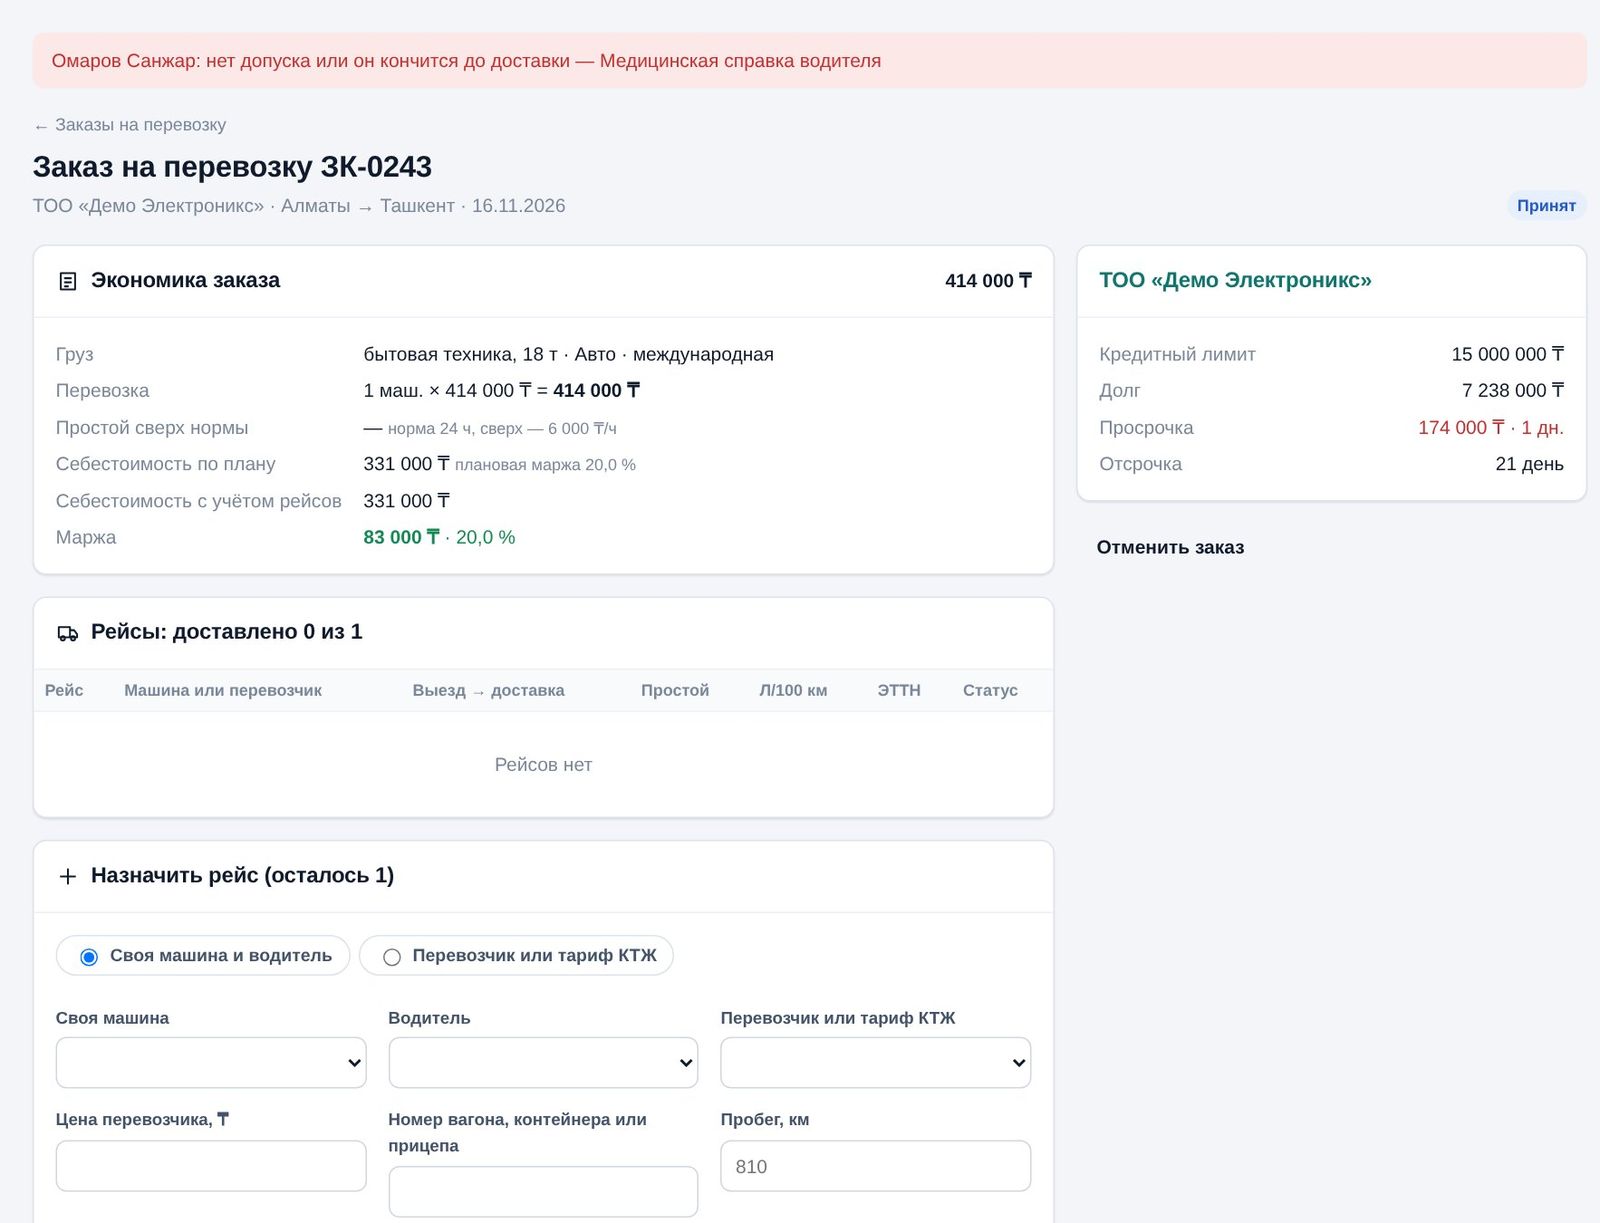 Омаров Санжар: нет допуска или он кончится до доставки — Медицинская справка водителя
← Заказы на перевозку
Заказ на перевозку ЗК-0243
ТОО «Демо Электроникс» · Алматы → Ташкент · 16.11.2026
Принят
Экономика заказа
414 000 ₸
Груз
бытовая техника, 18 т · Авто · международная
Перевозка
1 маш. × 414 000 ₸ = 414 000 ₸
Простой сверх нормы
— норма 24 ч, сверх — 6 000 ₸/ч
Себестоимость по плану
331 000 ₸ плановая маржа 20,0 %
Себестоимость с учётом рейсов
331 000 ₸
Маржа
83 000 ₸ · 20,0 %
ТОО «Демо Электроникс»
Кредитный лимит
15 000 000 ₸
Долг
7 238 000 ₸
Просрочка
174 000 ₸ · 1 дн.
Отсрочка
21 день
Отменить заказ
Рейсы: доставлено 0 из 1
Рейс
Машина или перевозчик
Выезд → доставка
Простой
Л/100 км
ЭТТН
Статус
Рейсов нет
Назначить рейс (осталось 1)
Своя машина и водитель
Перевозчик или тариф КТЖ
Своя машина
Водитель
Перевозчик или тариф КТЖ
Цена перевозчика, ₸
Номер вагона, контейнера или
прицепа
Пробег, км
810